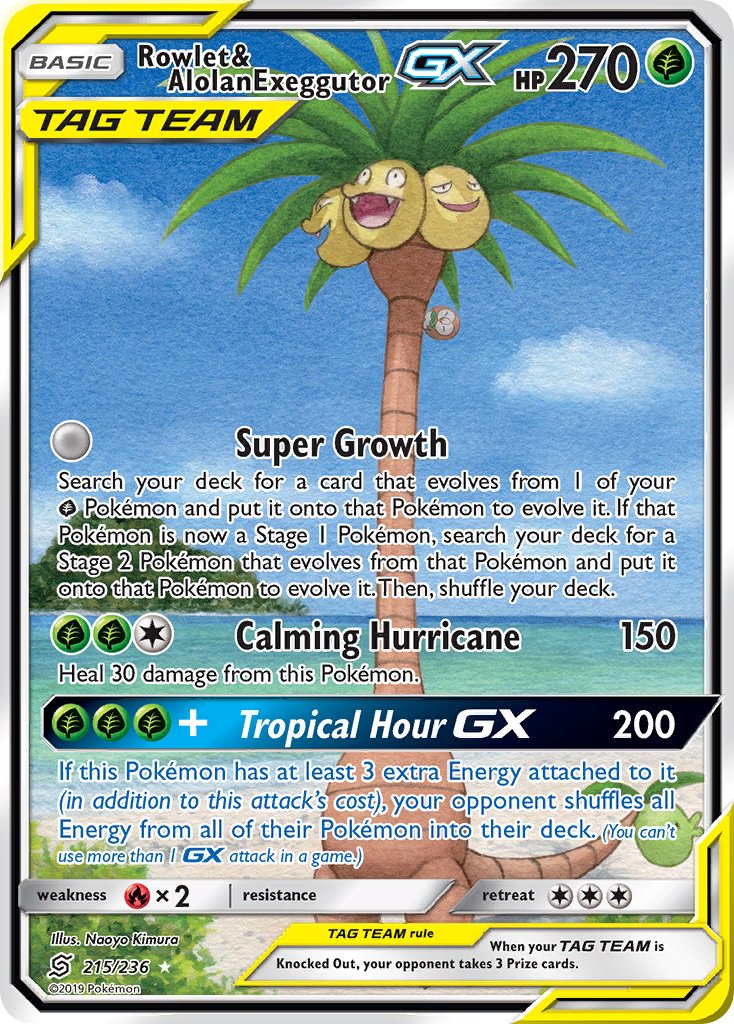 BASIC
Rowlet&
AlolanExeggutor GX HP270
TAG TEAM
Super Growth
Search your deck for a card that evolves from 1 of your
Pokémon and put it onto that Pokémon to evolve it. If that
Pokémon is now a Stage 1 Pokémon, search your deck for a
Stage 2 Pokémon that evolves from that Pokémon and put it
onto that Pokémon to evolve it. Then, shuffle your deck.
Calming Hurricane 150
Heal 30 damage from this Pokémon.
+ Tropical Hour GX 200
If this Pokémon has at least 3 extra Energy attached to it
(in addition to this attack's cost), your opponent shuffles all
Energy from all of their Pokémon into their deck. (You can't
use more than 1 GX attack in a game.)
weakness ×2 resistance retreat
Illus. Naoyo Kimura
215/236
©2019 Pokémon
TAG TEAM rule
When your TAG TEAM is
Knocked Out, your opponent takes 3 Prize cards.